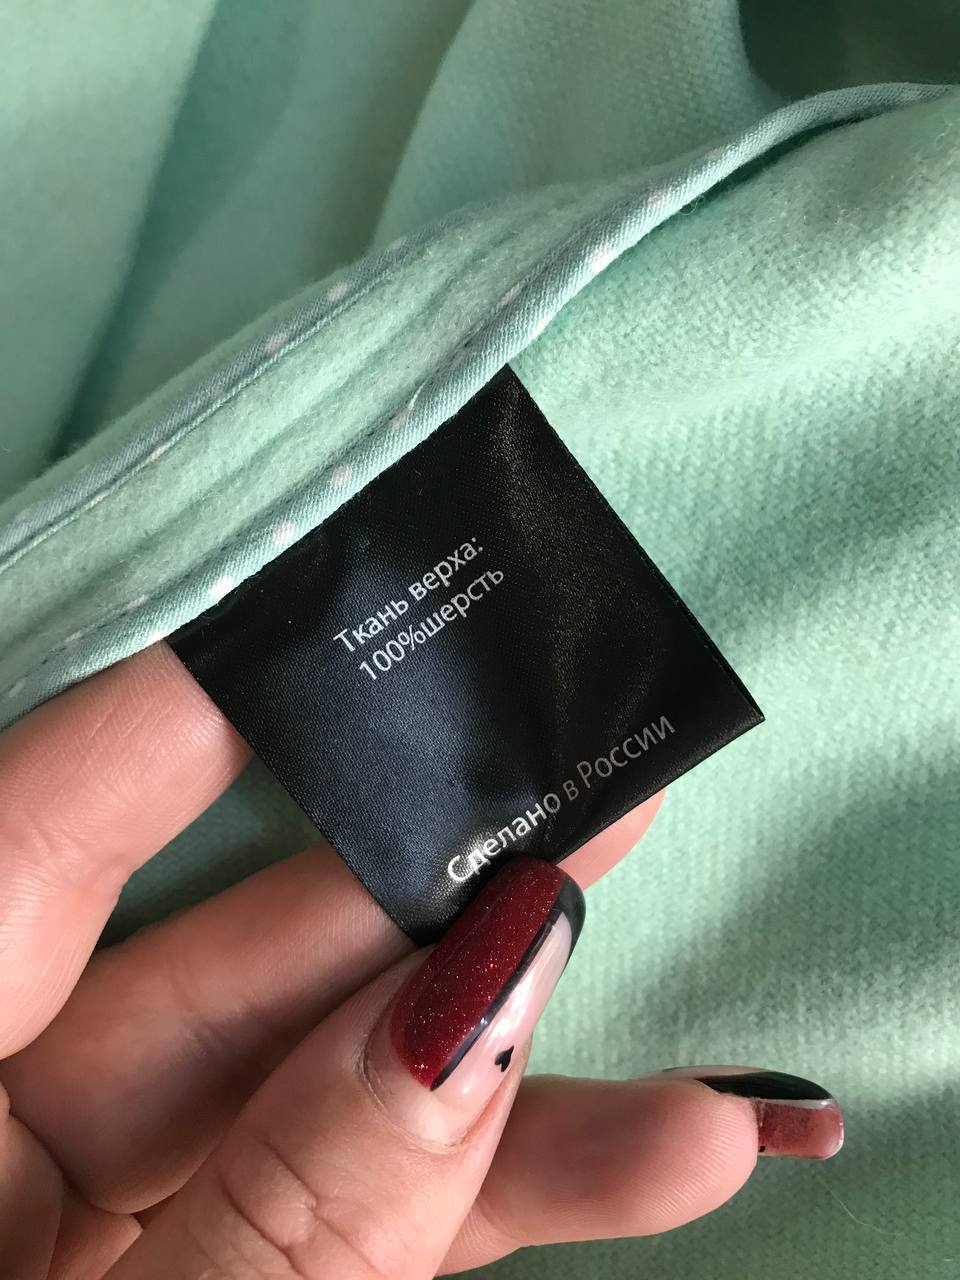 Ткань верха:
100%шерсть
Сделано в России